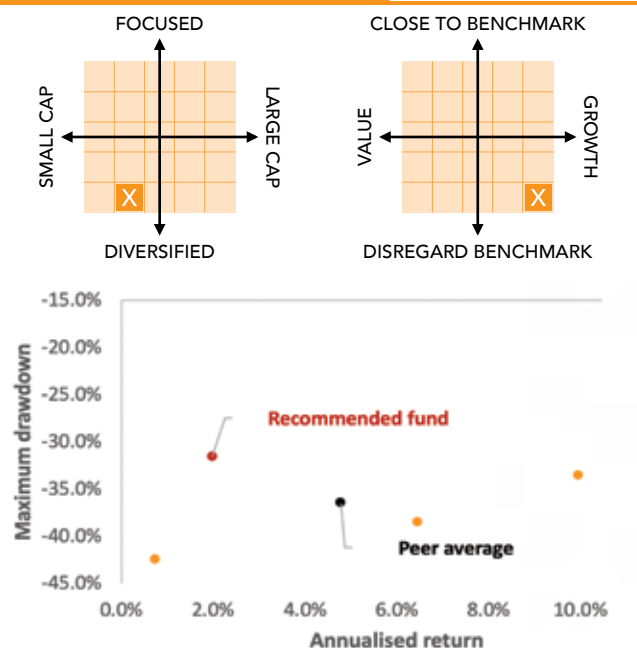 FOCUSED
CLOSE TO BENCHMARK
SMALL CAP
LARGE CAP
VALUE
GROWTH
X
X
DIVERSIFIED
DISREGARD BENCHMARK
Maximum drawdown
-15.0%
-20.0%
-25.0%
-30.0%
-35.0%
-40.0%
-45.0%
Recommended fund
Peer average
0.0% 2.0% 4.0% 6.0% 8.0% 10.0%
Annualised return